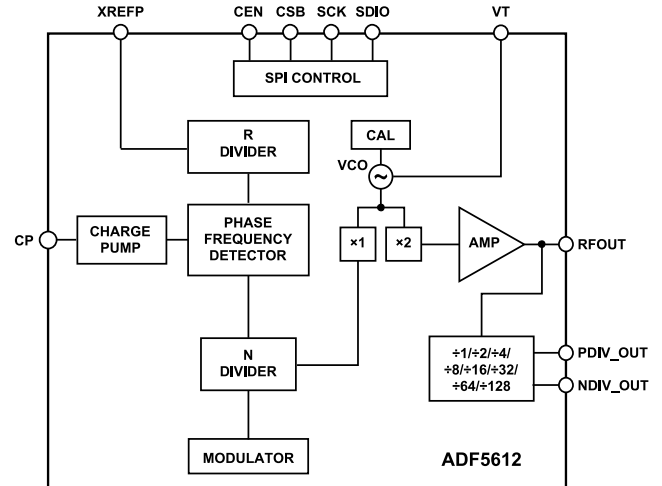 XREFP
CEN
CSB
SCK
SDIO
VT
SPI CONTROL
R
DIVIDER
CAL
VCO
~
CP
CHARGE
PUMP
PHASE
FREQUENCY
DETECTOR
×1
×2
AMP
RFOUT
N
DIVIDER
÷1/÷2/÷4/
÷8/÷16/÷32/
÷64/÷128
PDIV_OUT
NDIV_OUT
MODULATOR
ADF5612